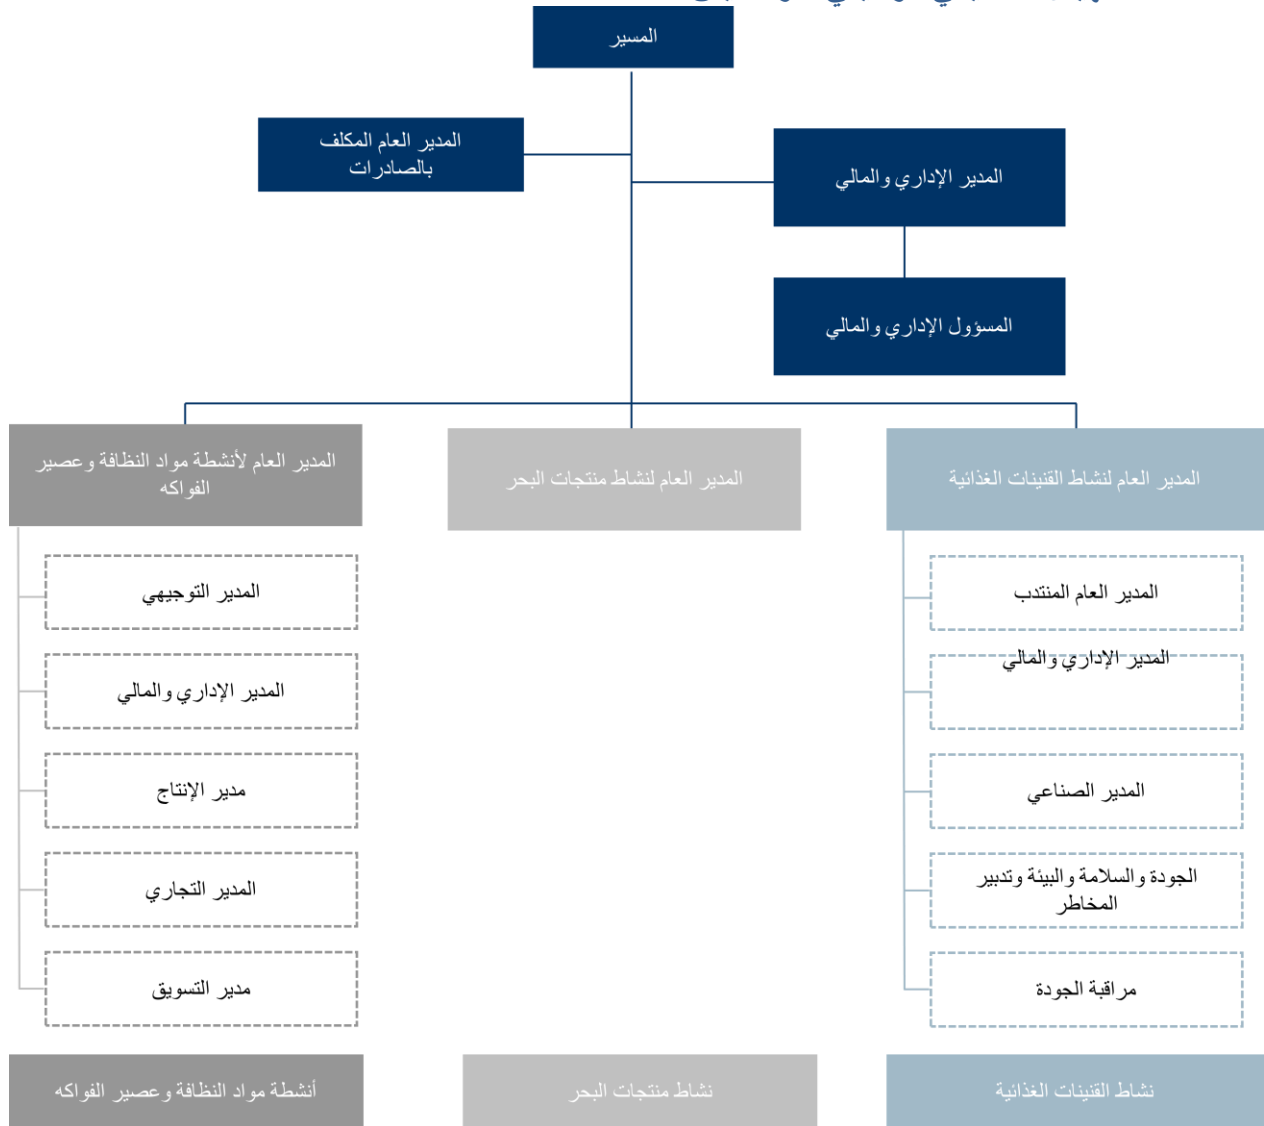 المسير
المدير العام المكلف
بالصادرات
المدير الإداري والمالي
المسؤول الإداري والمالي
المدير العام لنشاط القنينات الغذائية
المدير العام لنشاط منتجات البحر
المدير العام لأنشطة مواد النظافة وعصير
الفواكه
المدير العام المنتدب
المدير الإداري والمالي
المدير الصناعي
الجودة والسلامة والبيئة وتدبير
المخاطر
مراقبة الجودة
المدير التوجيهي
المدير الإداري والمالي
مدير الإنتاج
المدير التجاري
مدير التسويق
نشاط القنينات الغذائية
نشاط منتجات البحر
أنشطة مواد النظافة وعصير الفواكه